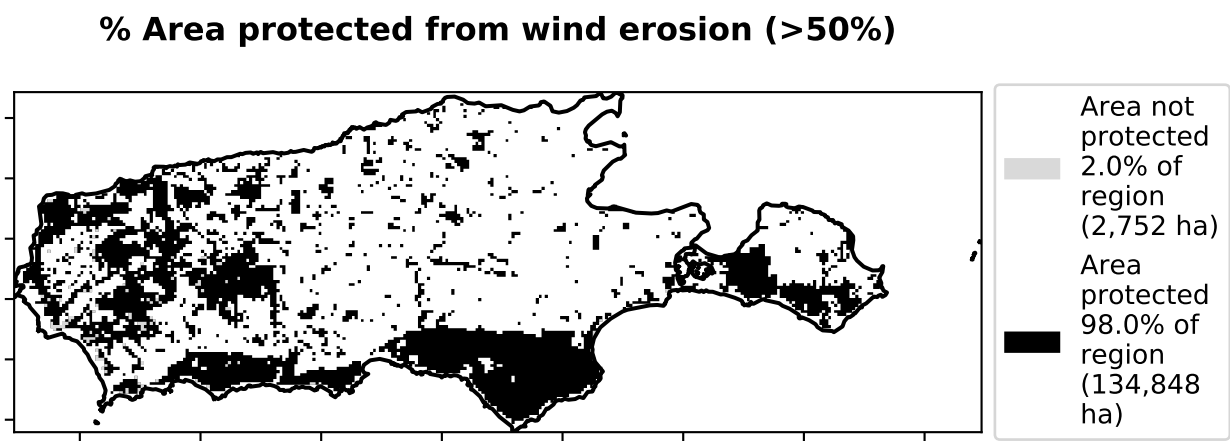 % Area protected from wind erosion (>50%)
Area not
protected
2.0% of
region
(2,752 ha)
Area
protected
98.0% of
region
(134,848
ha)